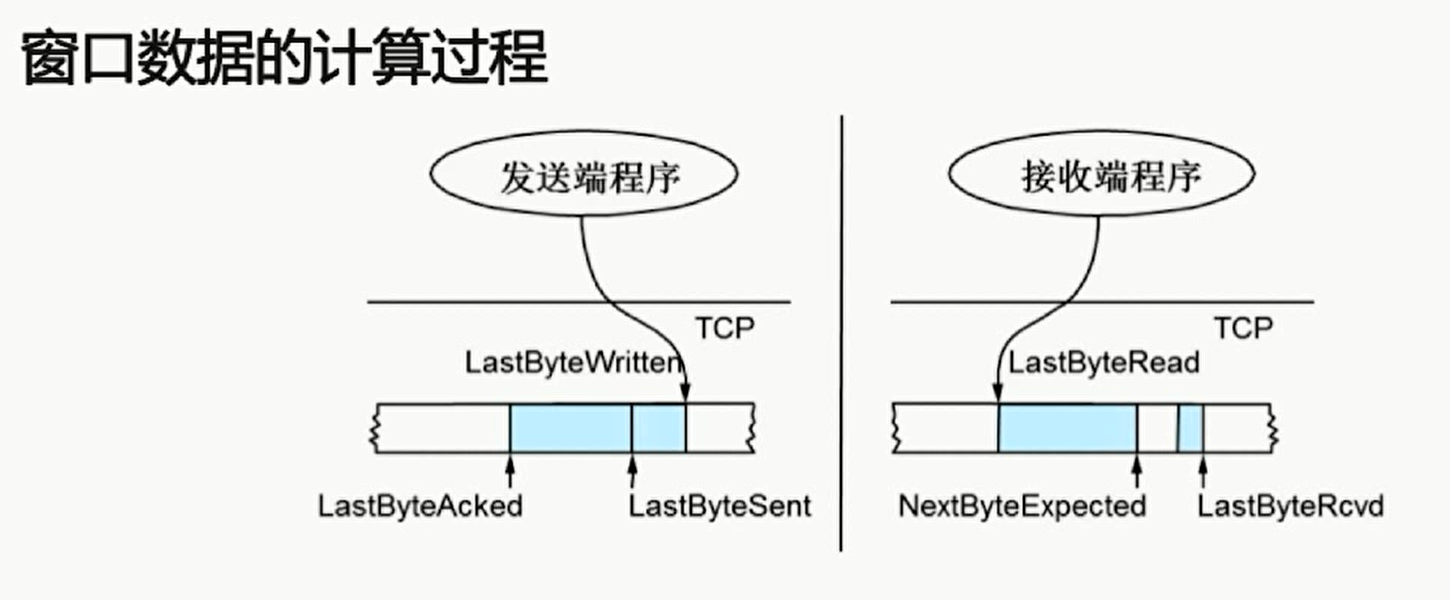 窗口数据的计算过程
发送端程序
TCP
LastByteWritten
LastByteAcked
LastByteSent
接收端程序
TCP
LastByteRead
NextByteExpected
LastByteRcvd